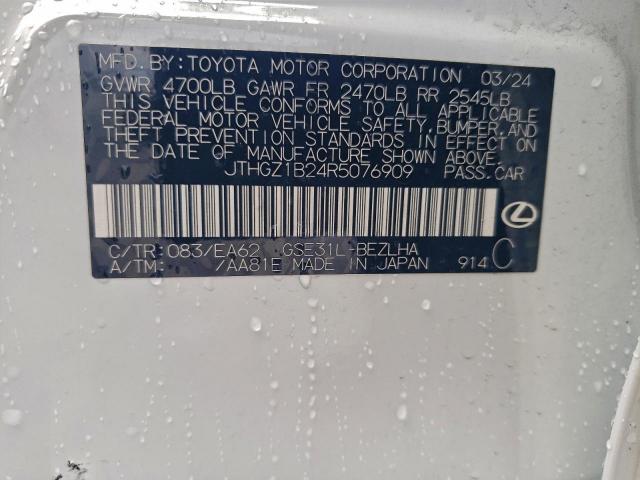 MFD. BY: TOYOTA MOTOR CORPORATION 03/24
GVWR 4700LB GAWR FR 2470LB RR 2545LB
THIS VEHICLE CONFORMS TO ALL APPLICABLE
FEDERAL MOTOR VEHICLE SAFETY, BUMPER, AND
THEFT PREVENTION STANDARDS IN EFFECT ON
THE DATE OF MANUFACTURE SHOWN ABOVE.
JTHGZ1B24R5076909 PASS.CAR
C/TR: 083/EA62 GSE31L-BEZLHA
A/TM: /AA81E MADE IN JAPAN 914 C